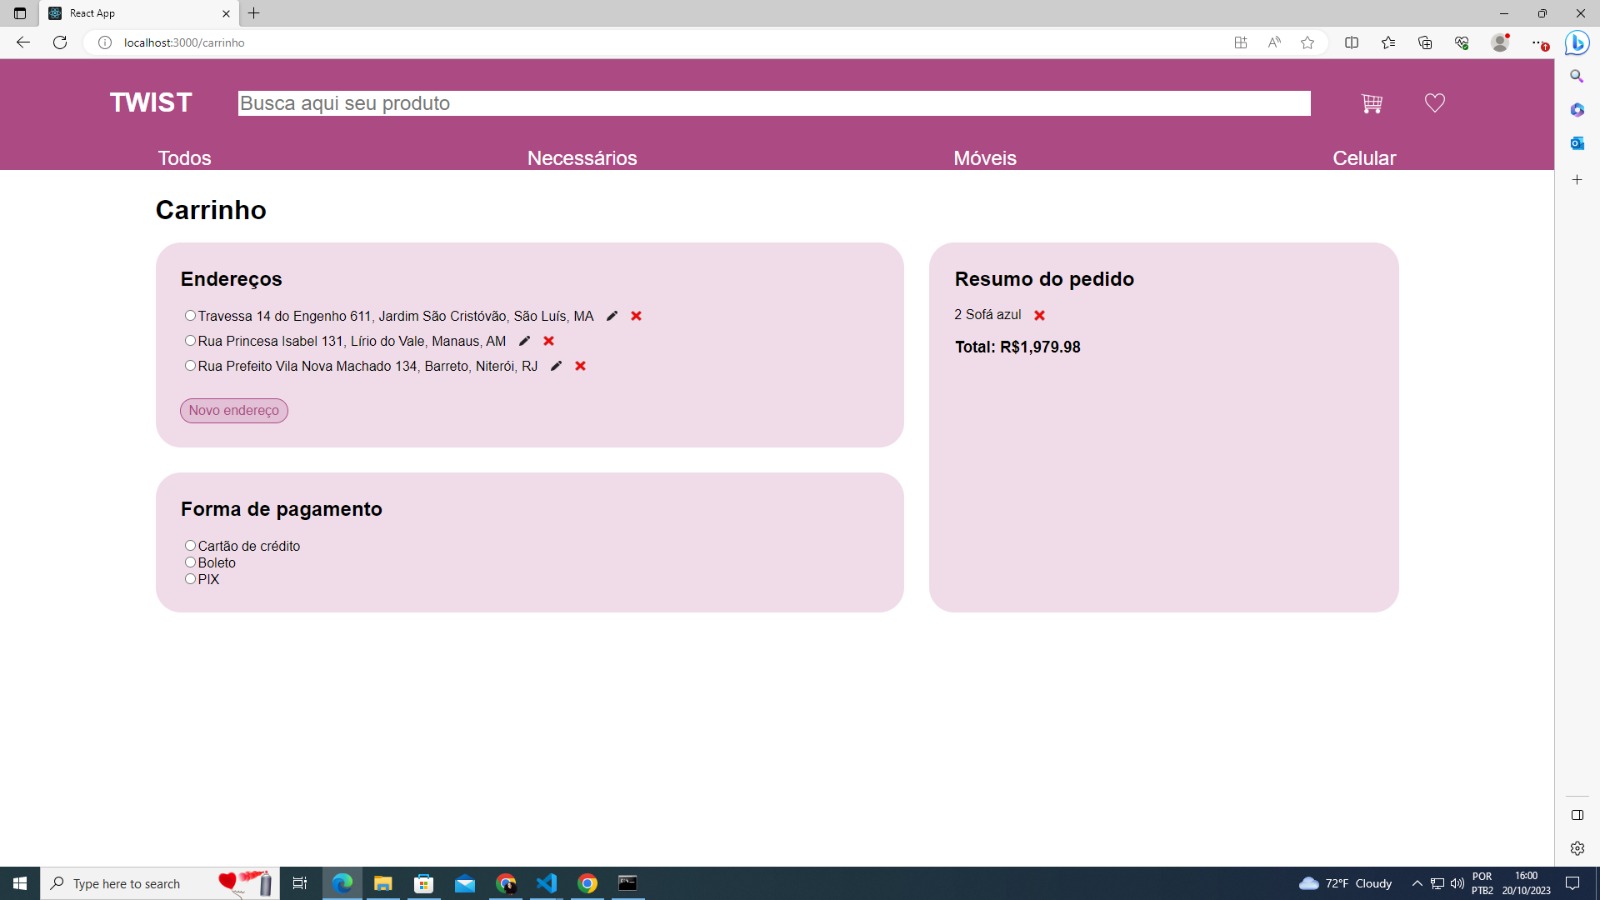 React App
localhost:3000/carrinho
TWIST
Busca aqui seu produto
Todos
Necessários
Móveis
Celular
Carrinho
Endereços
Travessa 14 do Engenho 611, Jardim São Cristóvão, São Luís, MA
Rua Princesa Isabel 131, Lírio do Vale, Manaus, AM
Rua Prefeito Vila Nova Machado 134, Barreto, Niterói, RJ
Novo endereço
Forma de pagamento
Cartão de crédito
Boleto
PIX
Resumo do pedido
2 Sofá azul
Total: R$1,979.98
Type here to search
72°F Cloudy
POR
PTB2
16:00
20/10/2023